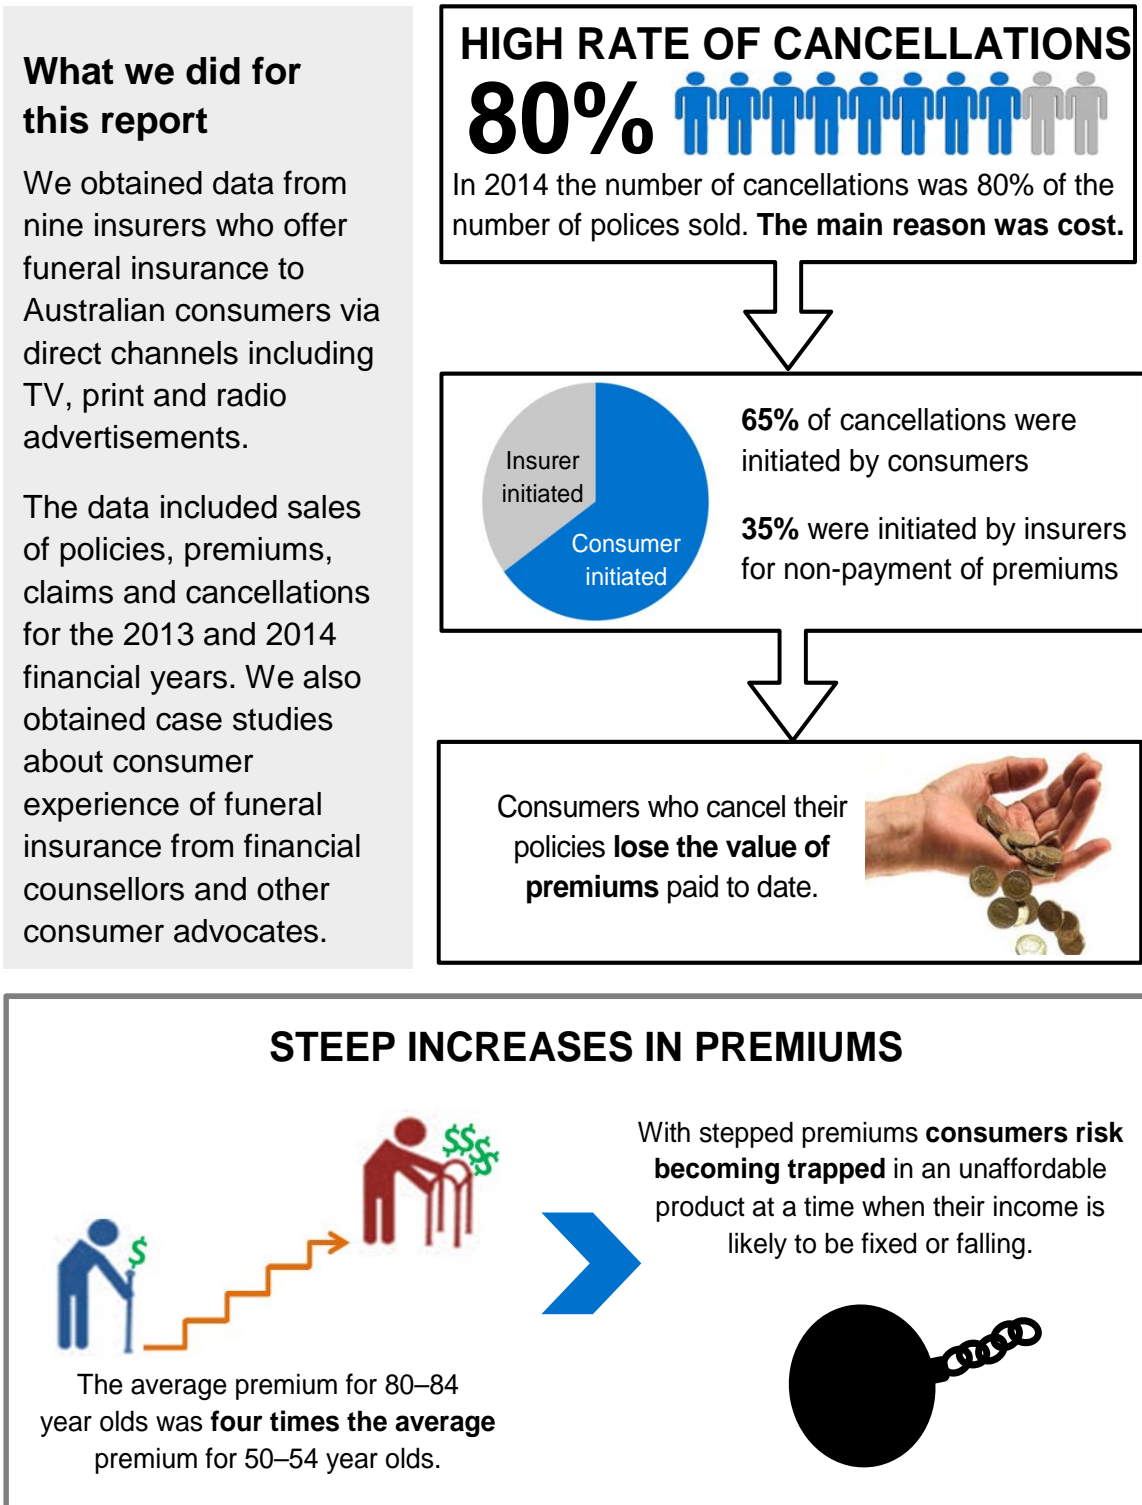 What we did for
this report
We obtained data from
nine insurers who offer
funeral insurance to
Australian consumers via
direct channels including
TV, print and radio
advertisements.
The data included sales
of policies, premiums,
claims and cancellations
for the 2013 and 2014
financial years. We also
obtained case studies
about consumer
experience of funeral
insurance from financial
counsellors and other
consumer advocates.
HIGH RATE OF CANCELLATIONS
80%
In 2014 the number of cancellations was 80% of the
number of polices sold. The main reason was cost.
Insurer
initiated
Consumer
initiated
65% of cancellations were
initiated by consumers
35% were initiated by insurers
for non-payment of premiums
Consumers who cancel their
policies lose the value of
premiums paid to date.
STEEP INCREASES IN PREMIUMS
$
$$$$
The average premium for 80–84
year olds was four times the average
premium for 50–54 year olds.
With stepped premiums consumers risk
becoming trapped in an unaffordable
product at a time when their income is
likely to be fixed or falling.